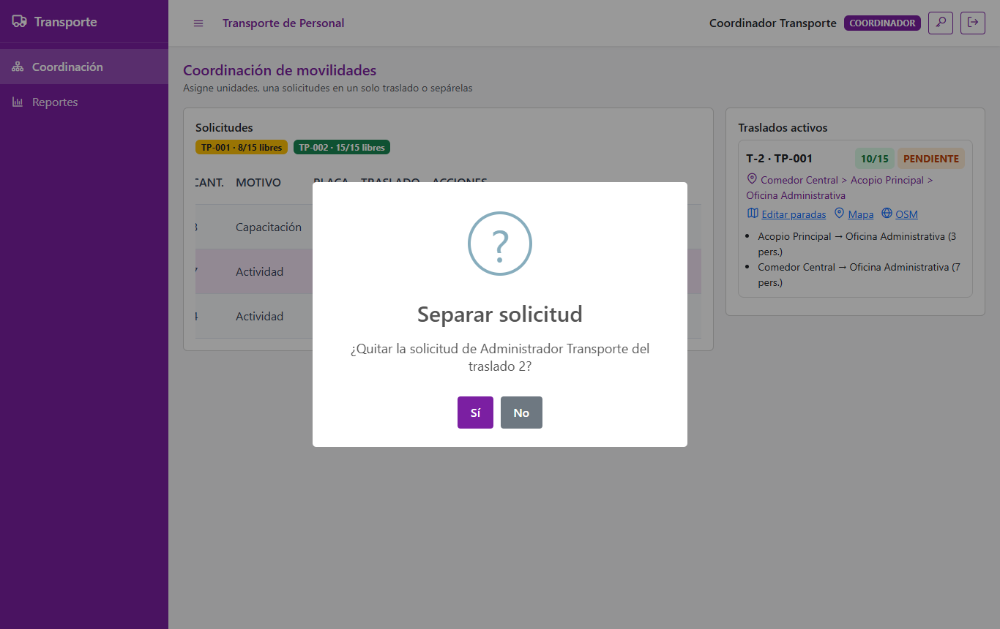 Transporte
Transporte de Personal
Coordinador Transporte
COORDINADOR
Coordinación
Reportes
Coordinación de movilidades
Asigne unidades, una solicitudes en un solo traslado o sepárelas
Solicitudes
TP-001 · 8/15 libres
TP-002 · 15/15 libres
CANT. MOTIVO PLACA TRASLADO ACCIONES
3 Capacitación
7 Actividad
4 Actividad
Traslados activos
T-2 · TP-001 10/15 PENDIENTE
Comedor Central > Acopio Principal >
Oficina Administrativa
Editar paradas Mapa OSM
• Acopio Principal → Oficina Administrativa (3
pers.)
• Comedor Central → Oficina Administrativa (7
pers.)
?
Separar solicitud
¿Quitar la solicitud de Administrador Transporte del
traslado 2?
Sí No